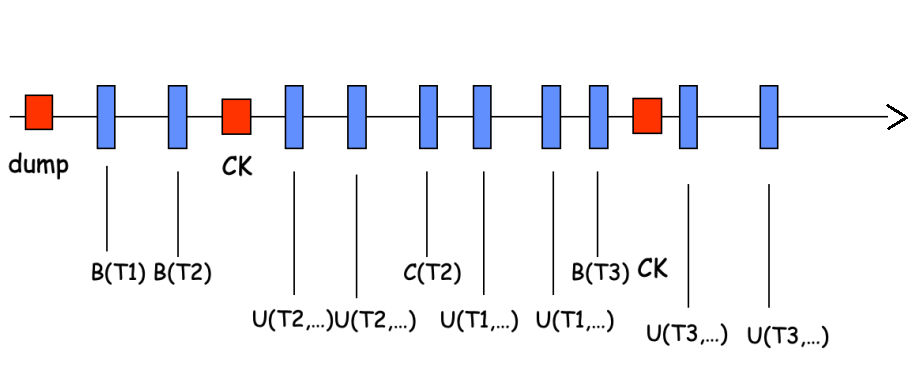 dump
CK
B(T1) B(T2)
C(T2)
B(T3) CK
U(T2,...)U(T2,...)
U(T1,...)
U(T1,...)
U(T3,...)
U(T3,...)